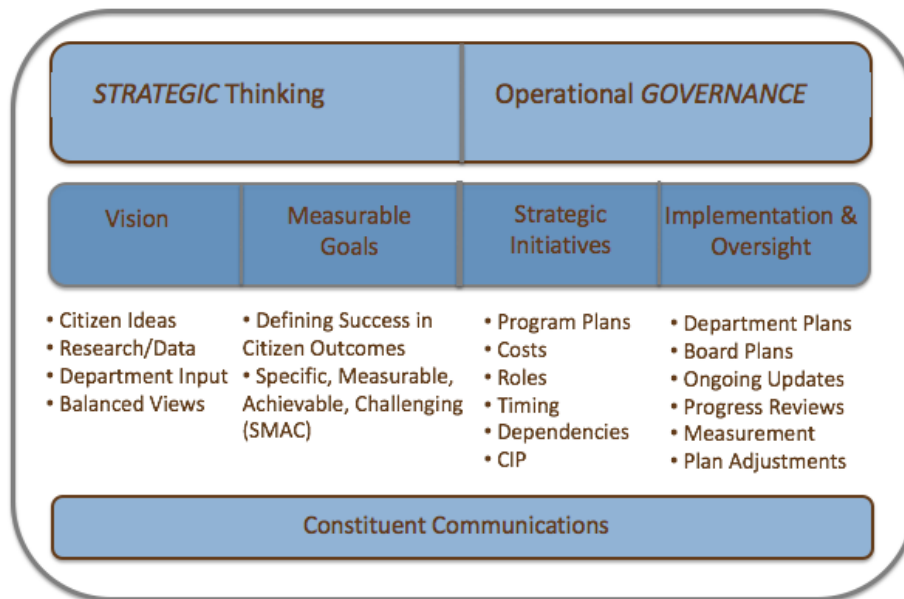 STRATEGIC Thinking
Operational GOVERNANCE
Vision
Measurable
Goals
Strategic
Initiatives
Implementation &
Oversight
• Citizen Ideas
• Research/Data
• Department Input
• Balanced Views
• Defining Success in
Citizen Outcomes
• Specific, Measurable,
Achievable, Challenging
(SMAC)
• Program Plans
• Costs
• Roles
• Timing
• Dependencies
• CIP
• Department Plans
• Board Plans
• Ongoing Updates
• Progress Reviews
• Measurement
• Plan Adjustments
Constituent Communications